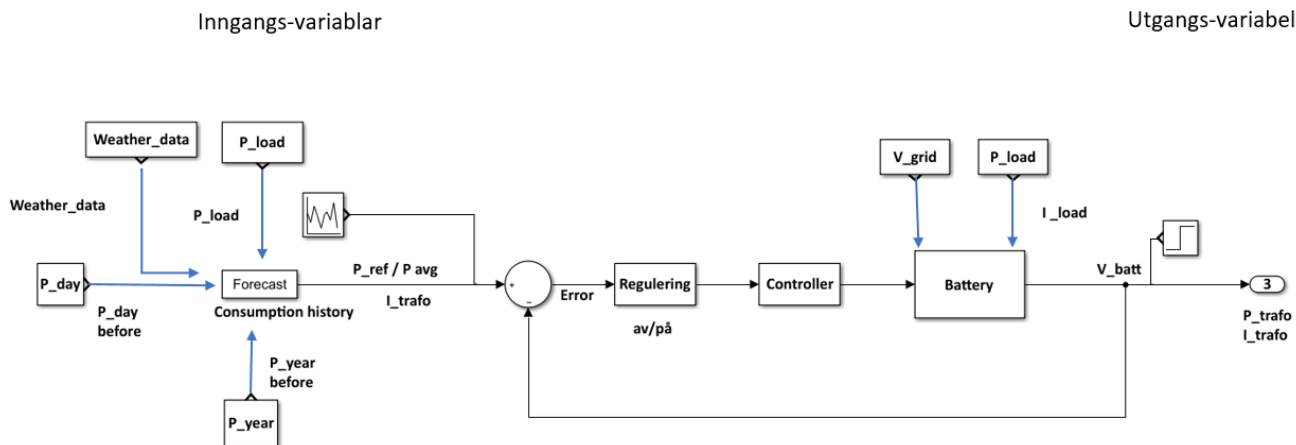 Inngangs-variablar
Utgangs-variabel
Weather_data
P_load
V_grid
P_load
Weather_data
P_load
I _load
P_day
Forecast
P_ref / P avg
Error
Regulering
Controller
Battery
V_batt
3
P_day
before
Consumption history
I_trafo
+
−
av/på
P_trafo
I_trafo
P_year
before
P_year